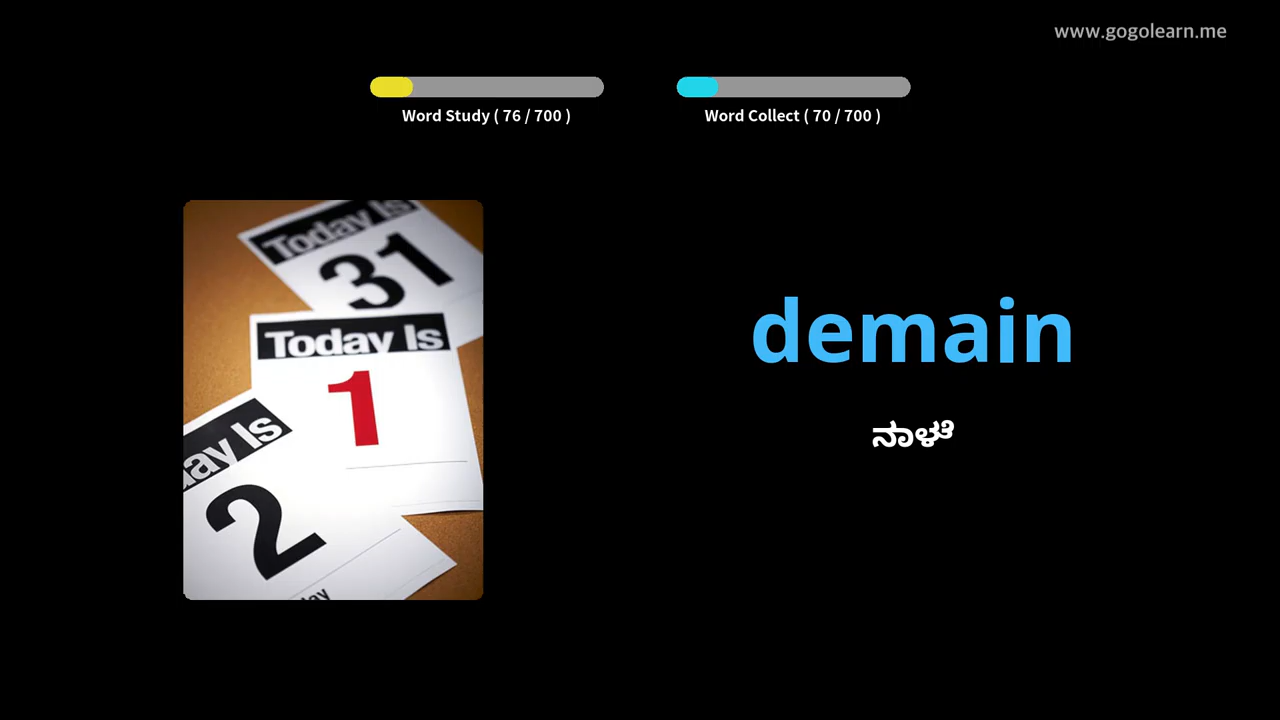 www.gogolearn.me
Word Study ( 76 / 700 )
Word Collect ( 70 / 700 )
Today Is
31
Today Is
1
ay Is
2
demain
ನಾಳೆ